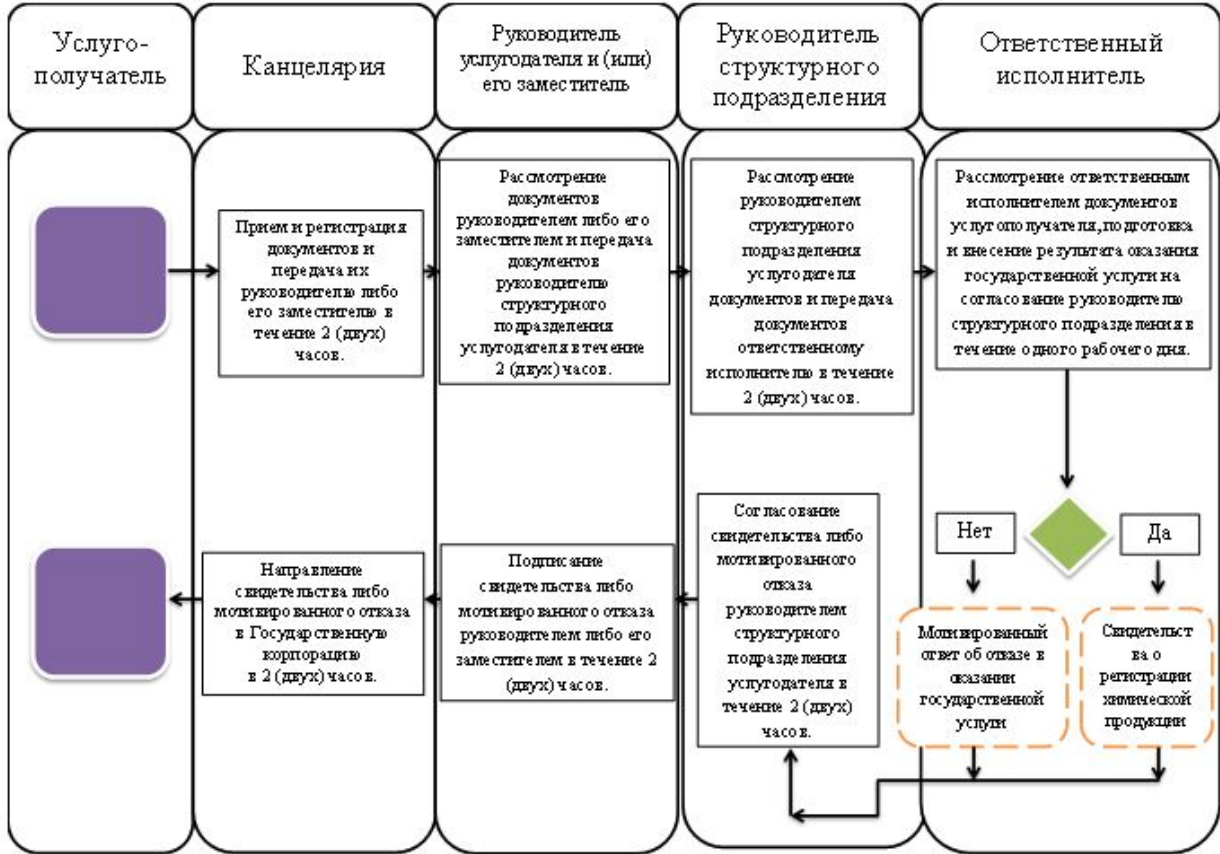 Услуго-
получатель
Канцелярия
Руководитель
услугодателя и (или)
его заместитель
Руководитель
структурного
подразделения
Ответственный
исполнитель
Прием и регистрация
документов и
передача их
руководителю либо
его заместителю в
течение 2 (двух)
часов.
Рассмотрение
документов
руководителем либо его
заместителем и передача
документов
руководителю
структурного
подразделения
услугодателя в течение
2 (двух) часов.
Рассмотрение
руководителем
структурного
подразделения
услугодателя
документов и передача
документов
ответственному
исполнителю в течение
2 (двух) часов.
Рассмотрение ответственным
исполнителем документов
услугополучателя, подготовка
и внесение результата оказания
государственной услуги на
согласование руководителю
структурного подразделения в
течение одного рабочего дня.
Нет
Да
Мотивированный
ответ об отказе в
оказании
государственной
услуги
Свидетельст
ва о
регистрации
химической
продукции
Согласование
свидетельства либо
мотивированного
отказа
руководителем
структурного
подразделения
услугодателя в
течение 2 (двух)
часов.
Подписание
свидетельства либо
мотивированного отказа
руководителем либо его
заместителем в течение 2
(двух) часов.
Направление
свидетельства либо
мотивированного отказа
в Государственную
корпорацию
в 2 (двух) часов.